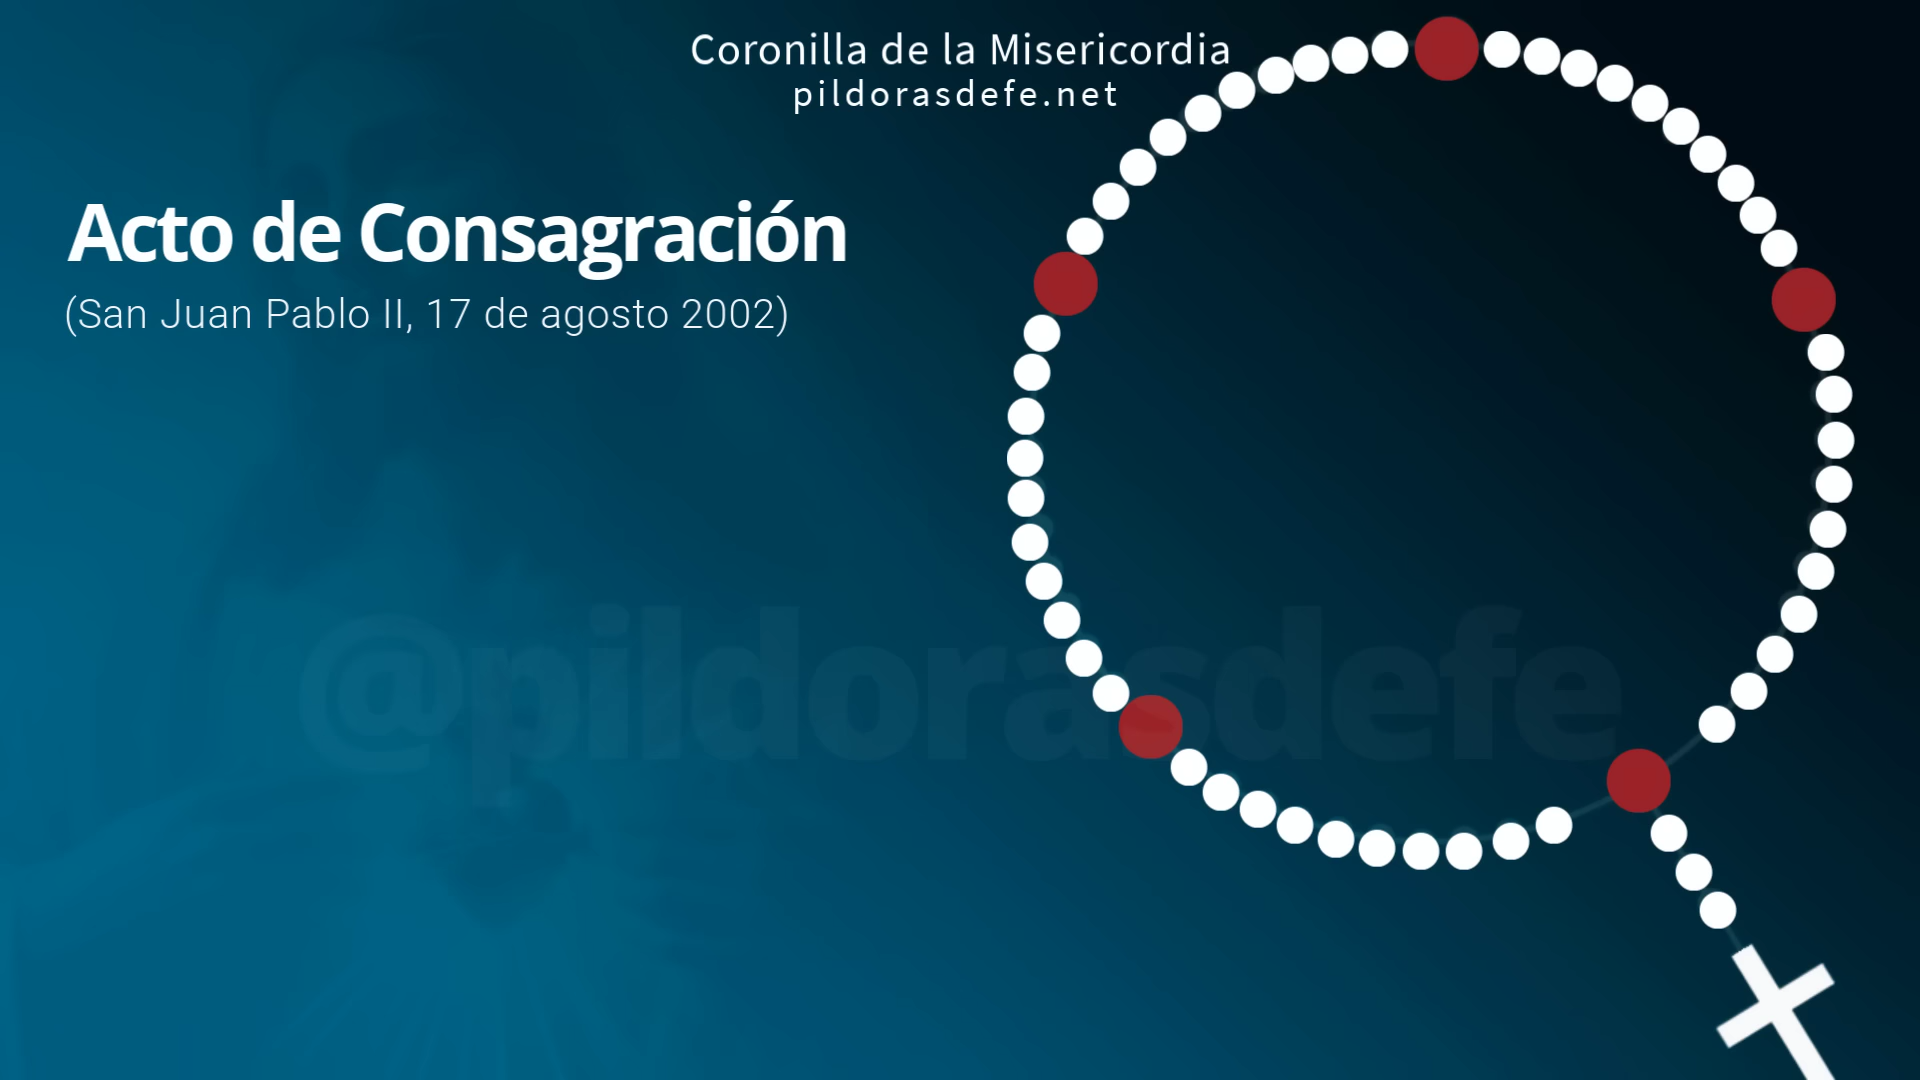 Coronilla de la Misericordia
pildorasdefe.net
Acto de Consagración
(San Juan Pablo II, 17 de agosto 2002)
@pildorasdefe